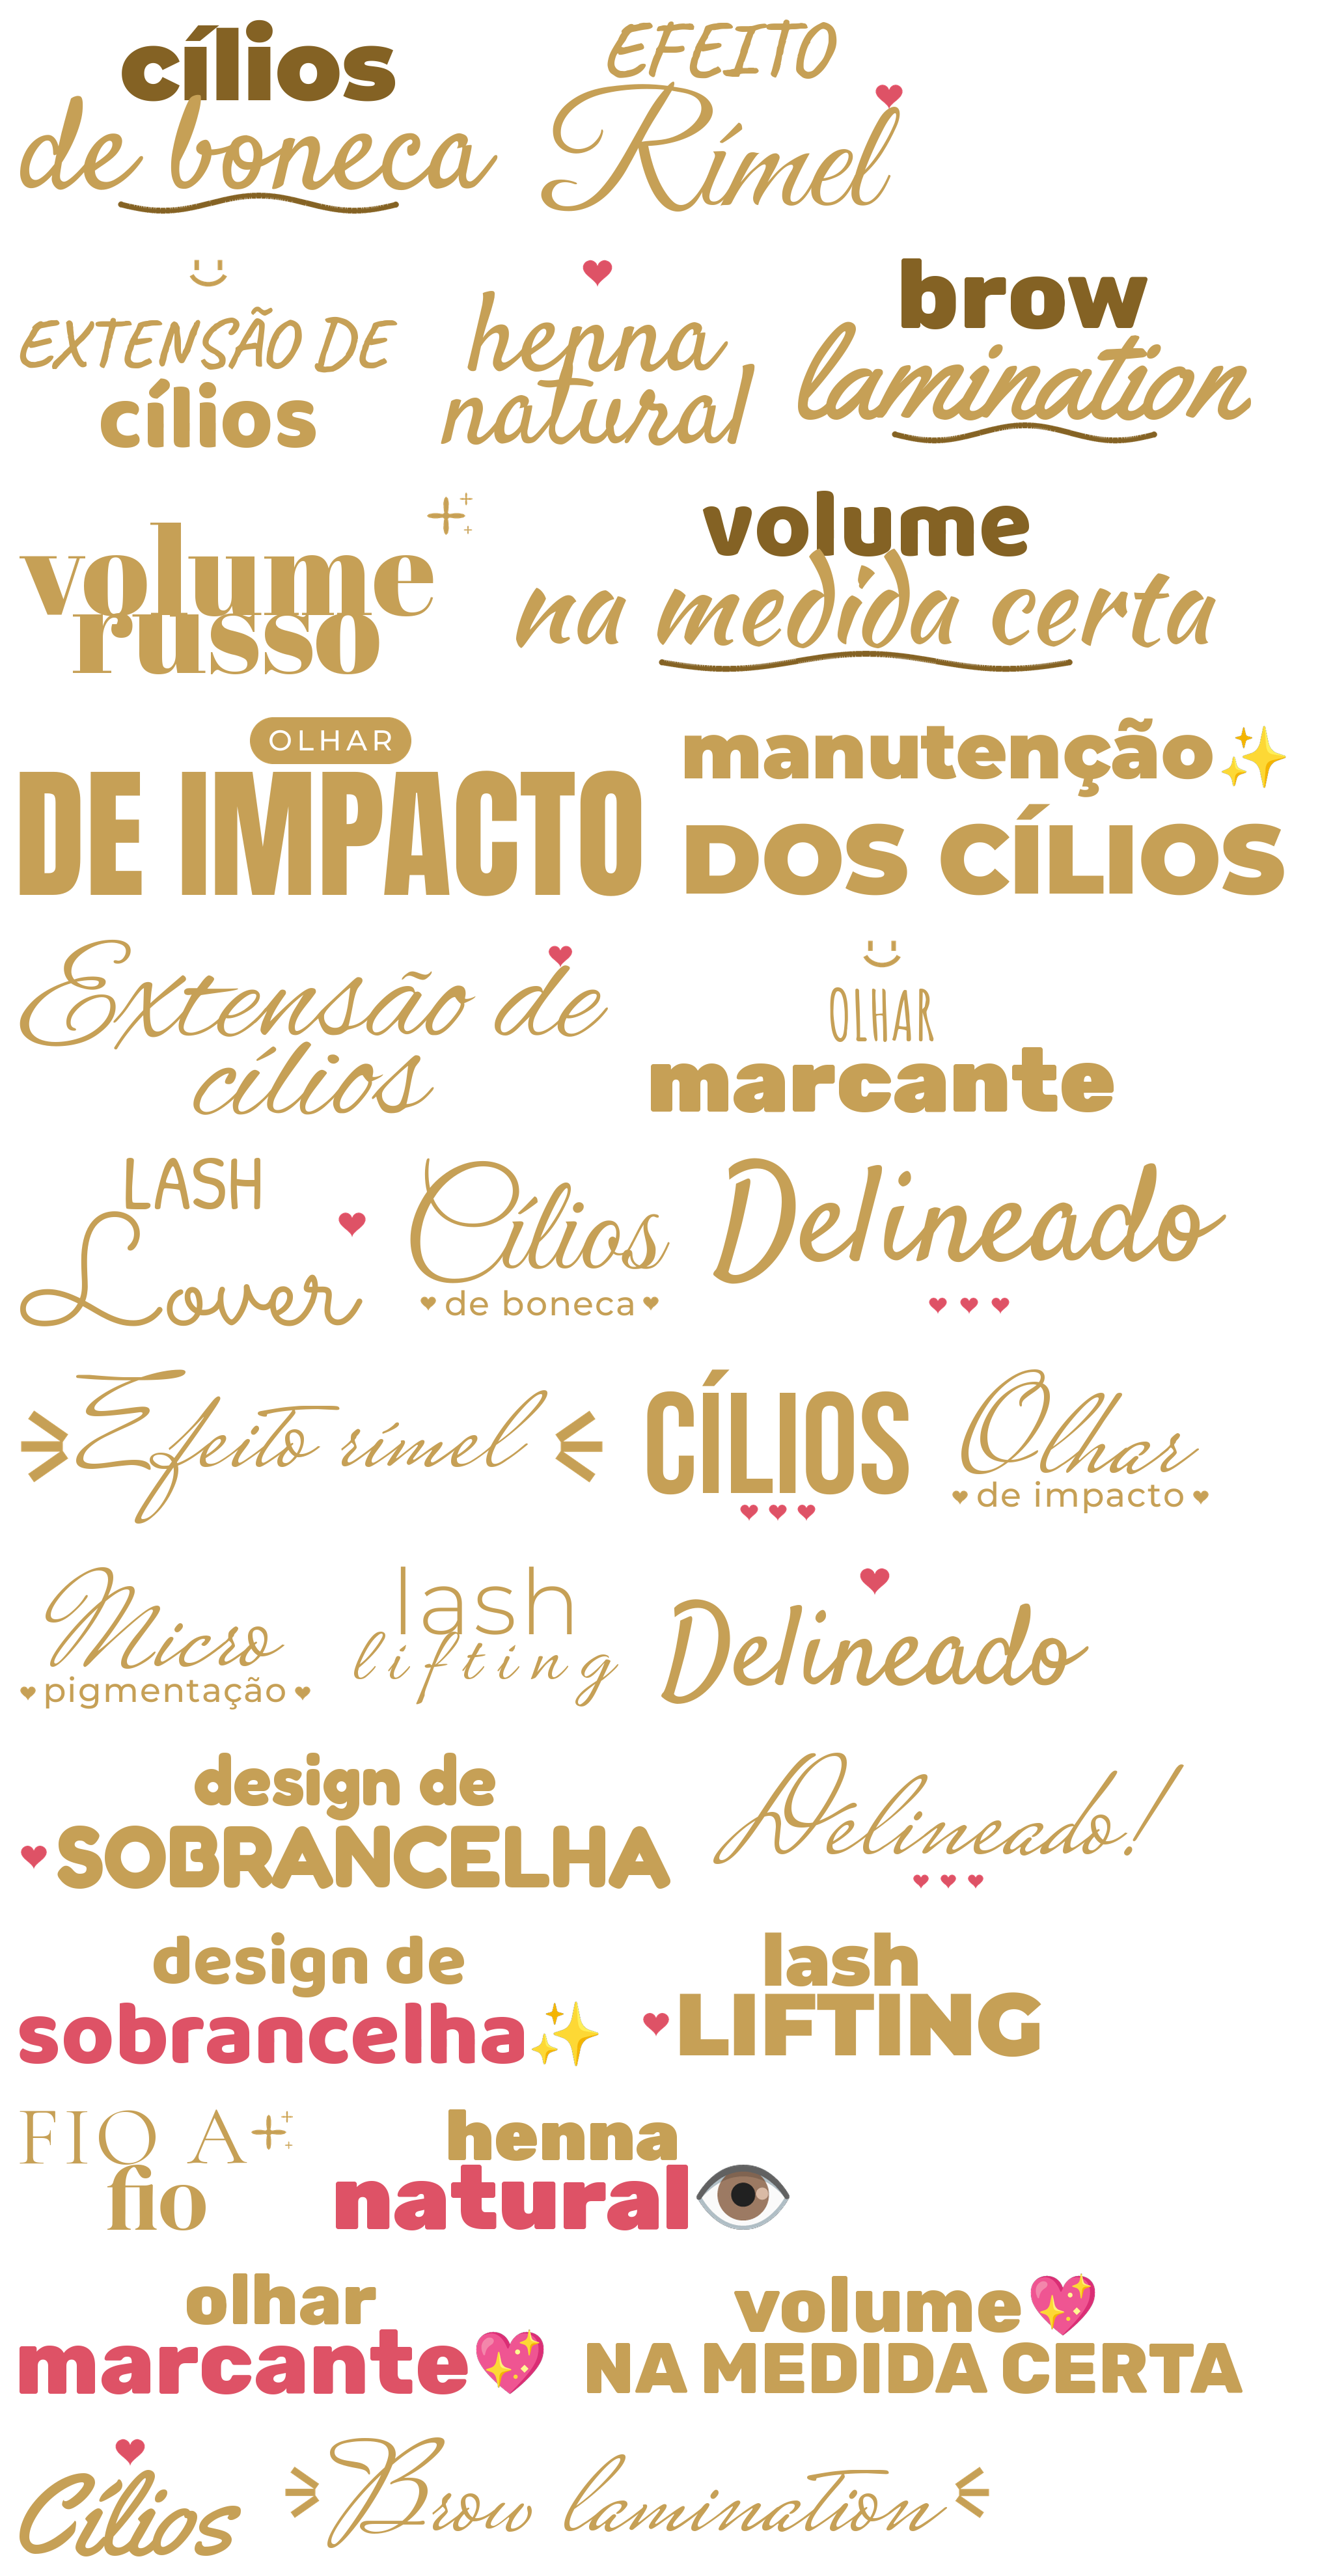 cílios
de boneca
EFEITO
Rímel
EXTENSÃO DE
cílios
henna
natural
brow
lamination
volume
russo
volume
na medida certa
OLHAR
DE IMPACTO
manutenção✨
DOS CÍLIOS
Extensão de
cílios
OLHAR
marcante
LASH
Lover
Cílios
de boneca
Delineado
Efeito rímel
CÍLIOS
Olhar
de impacto
Micro
pigmentação
lash
lifting
Delineado
design de
SOBRANCELHA
Delineado!
design de
sobrancelha✨
lash
LIFTING
FIO A
fio
henna
natural👁️
olhar
marcante💖
volume💖
NA MEDIDA CERTA
Cílios
Brow lamination